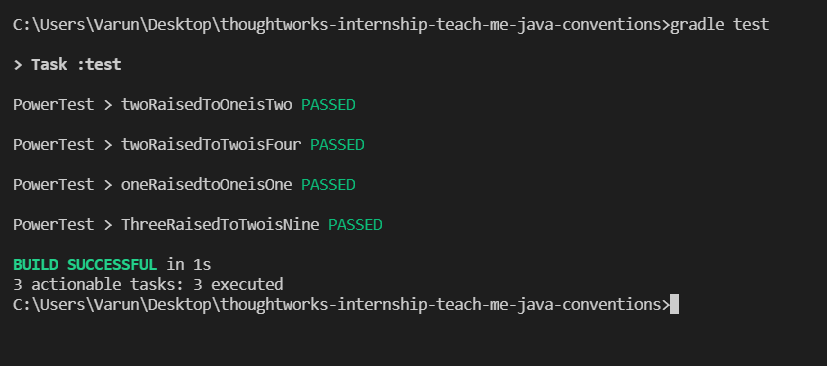 C:\Users\Varun\Desktop\thoughtworks-internship-teach-me-java-conventions>gradle test
> Task :test
PowerTest > twoRaisedToOneisTwo PASSED
PowerTest > twoRaisedToTwoisFour PASSED
PowerTest > oneRaisedtoOneisOne PASSED
PowerTest > ThreeRaisedToTwoisNine PASSED
BUILD SUCCESSFUL in 1s
3 actionable tasks: 3 executed
C:\Users\Varun\Desktop\thoughtworks-internship-teach-me-java-conventions>